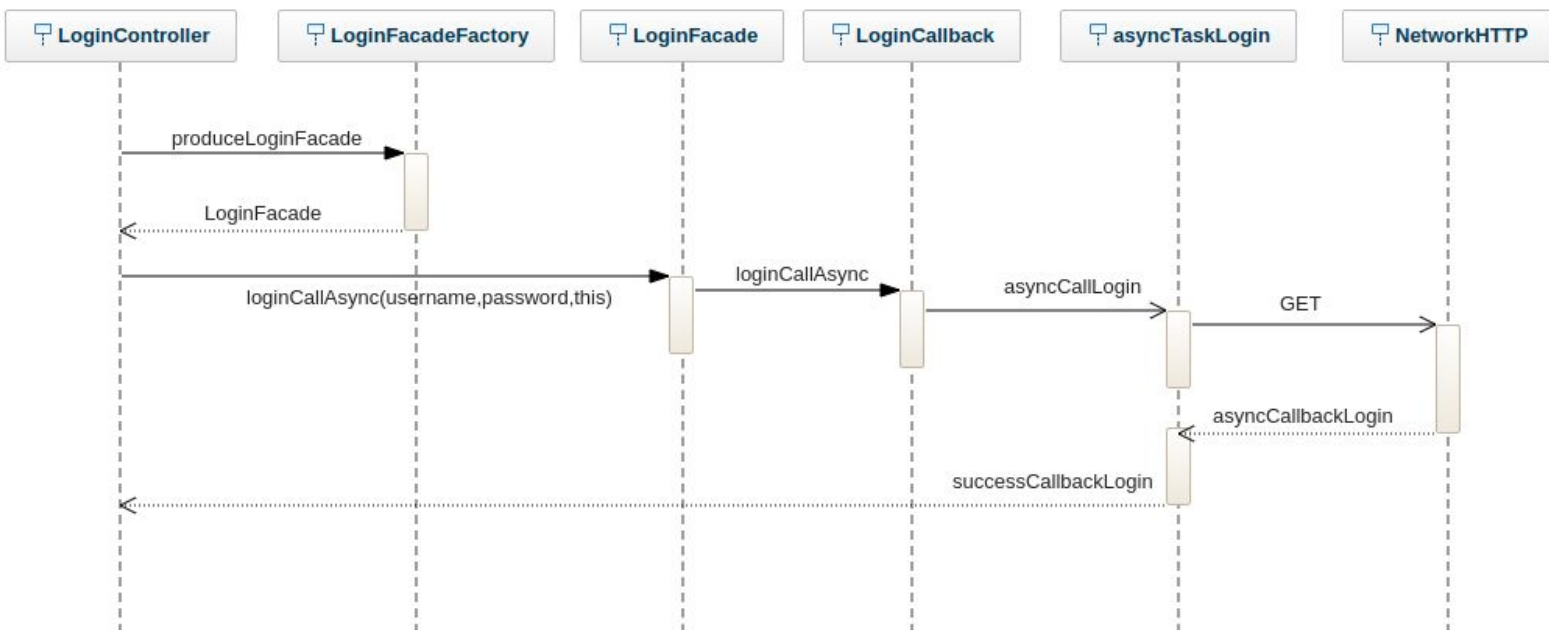 LoginController
LoginFacadeFactory
LoginFacade
LoginCallback
asyncTaskLogin
NetworkHTTP
produceLoginFacade
LoginFacade
loginCallAsync
loginCallAsync(username,password,this)
asyncCallLogin
GET
asyncCallbackLogin
successCallbackLogin